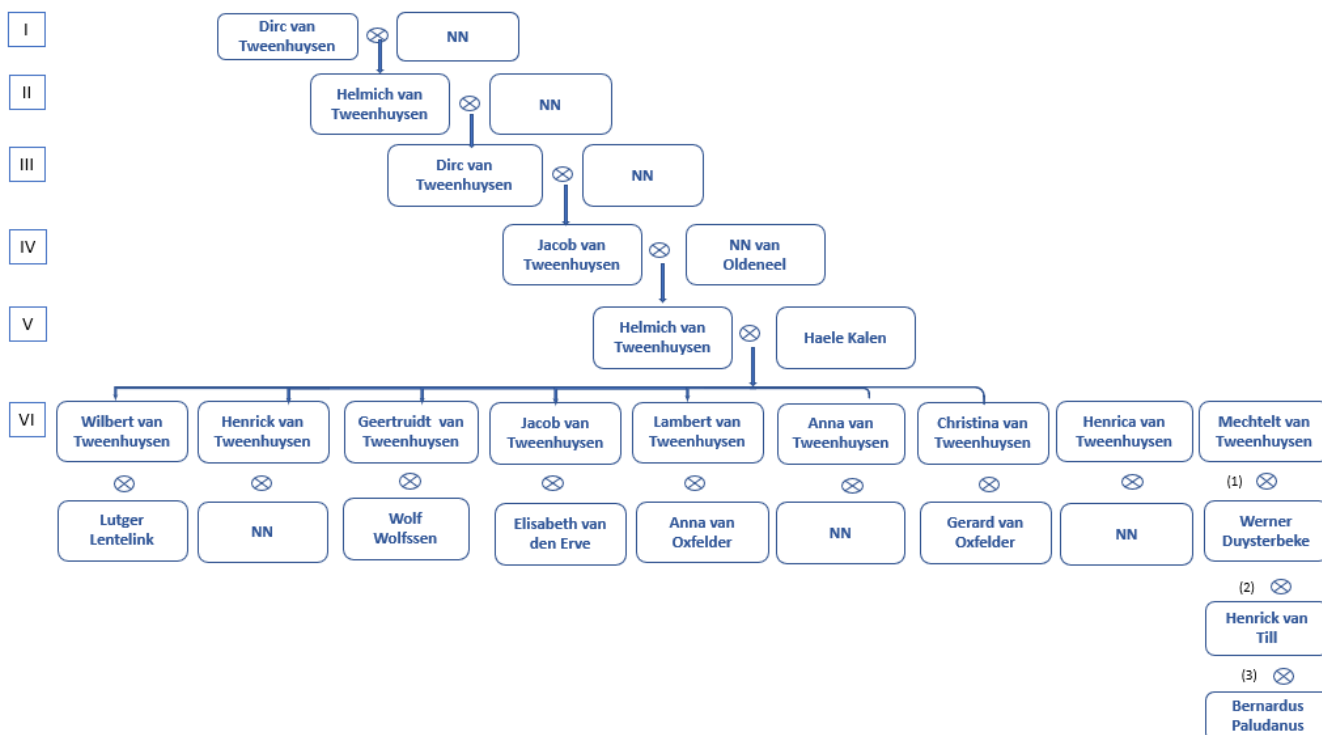 I
Dirc van
Tweenhuysen
NN
II
Helmich van
Tweenhuysen
NN
III
Dirc van
Tweenhuysen
NN
IV
Jacob van
Tweenhuysen
NN van
Oldeneel
V
Helmich van
Tweenhuysen
Haele Kalen
VI
Wilbert van
Tweenhuysen
Henrick van
Tweenhuysen
Geertruidt van
Tweenhuysen
Jacob van
Tweenhuysen
Lambert van
Tweenhuysen
Anna van
Tweenhuysen
Christina van
Tweenhuysen
Henrica van
Tweenhuysen
Mechtelt van
Tweenhuysen
(1)
Lutger
Lentelink
NN
Wolf
Wolfssen
Elisabeth van
den Erve
Anna van
Oxfelder
NN
Gerard van
Oxfelder
NN
Werner
Duysterbeke
(2)
Henrick van
Till
(3)
Bernardus
Paludanus